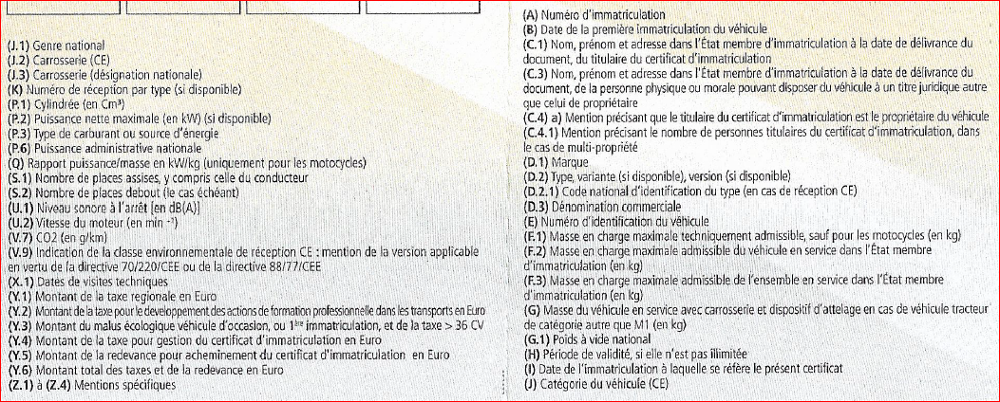 (J.1) Genre national
(J.2) Carrosserie (CE)
(J.3) Carrosserie (désignation nationale)
(K) Numéro de réception par type (si disponible)
(P.1) Cylindrée (en Cm³)
(P.2) Puissance nette maximale (en kW) (si disponible)
(P.3) Type de carburant ou source d'énergie
(P.6) Puissance administrative nationale
(Q) Rapport puissance/masse en kW/kg (uniquement pour les motocycles)
(S.1) Nombre de places assises, y compris celle du conducteur
(S.2) Nombre de places debout (le cas échéant)
(U.1) Niveau sonore à l'arrêt [en dB(A)]
(U.2) Vitesse du moteur (en min ⁻¹)
(V.7) CO2 (en g/km)
(V.9) Indication de la classe environnementale de réception CE : mention de la version applicable
en vertu de la directive 70/220/CEE ou de la directive 88/77/CEE
(X.1) Dates de visites techniques
(Y.1) Montant de la taxe regionale en Euro
(Y.2) Montant de la taxe pour le developpement des actions de formation professionnelle dans les transports en Euro
(Y.3) Montant du malus écologique véhicule d'occasion, ou 1ère immatriculation, et de la taxe > 36 CV
(Y.4) Montant de la taxe pour gestion du certificat d'immatriculation en Euro
(Y.5) Montant de la redevance pour acheminement du certificat d'immatriculation en Euro
(Y.6) Montant total des taxes et de la redevance en Euro
(Z.1) à (Z.4) Mentions spécifiques
(A) Numéro d'immatriculation
(B) Date de la première immatriculation du véhicule
(C.1) Nom, prénom et adresse dans l'État membre d'immatriculation à la date de délivrance du
document, du titulaire du certificat d'immatriculation
(C.3) Nom, prénom et adresse dans l'État membre d'immatriculation à la date de délivrance du
document, de la personne physique ou morale pouvant disposer du véhicule à un titre juridique autre
que celui de propriétaire
(C.4) a) Mention précisant que le titulaire du certificat d'immatriculation est le propriétaire du véhicule
(C.4.1) Mention précisant le nombre de personnes titulaires du certificat d'immatriculation, dans
le cas de multi-propriété
(D.1) Marque
(D.2) Type, variante (si disponible), version (si disponible)
(D.2.1) Code national d'identification du type (en cas de réception CE)
(D.3) Dénomination commerciale
(E) Numéro d'identification du véhicule
(F.1) Masse en charge maximale techniquement admissible, sauf pour les motocycles (en kg)
(F.2) Masse en charge maximale admissible du véhicule en service dans l'État membre
d'immatriculation (en kg)
(F.3) Masse en charge maximale admissible de l'ensemble en service dans l'État membre
d'immatriculation (en kg)
(G) Masse du véhicule en service avec carrosserie et dispositif d'attelage en cas de véhicule tracteur
de catégorie autre que M1 (en kg)
(G.1) Poids à vide national
(H) Période de validité, si elle n'est pas illimitée
(I) Date de l'immatriculation à laquelle se réfère le présent certificat
(J) Catégorie du véhicule (CE)